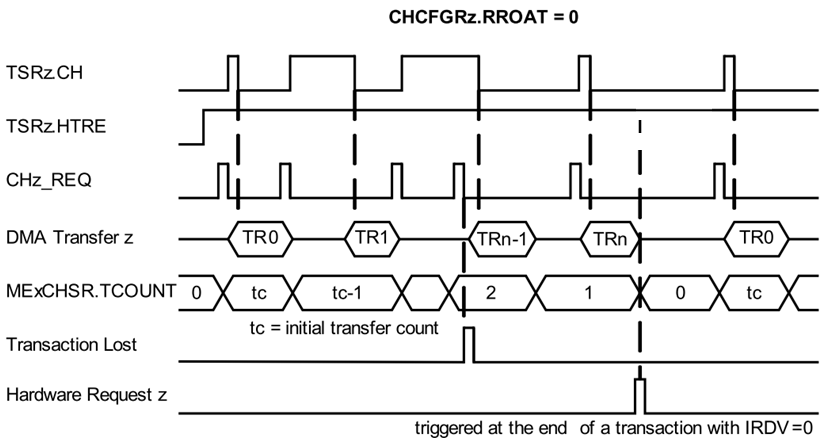 CHCFGRz.RROAT = 0
TSRz.CH
TSRz.HTRE
CHz_REQ
DMA Transfer z TR0 TR1 TRn-1 TRn TR0
MExCHSR.TCOUNT 0 tc tc-1 2 1 0 tc
tc = initial transfer count
Transaction Lost
Hardware Request z
triggered at the end of a transaction with IRDV=0